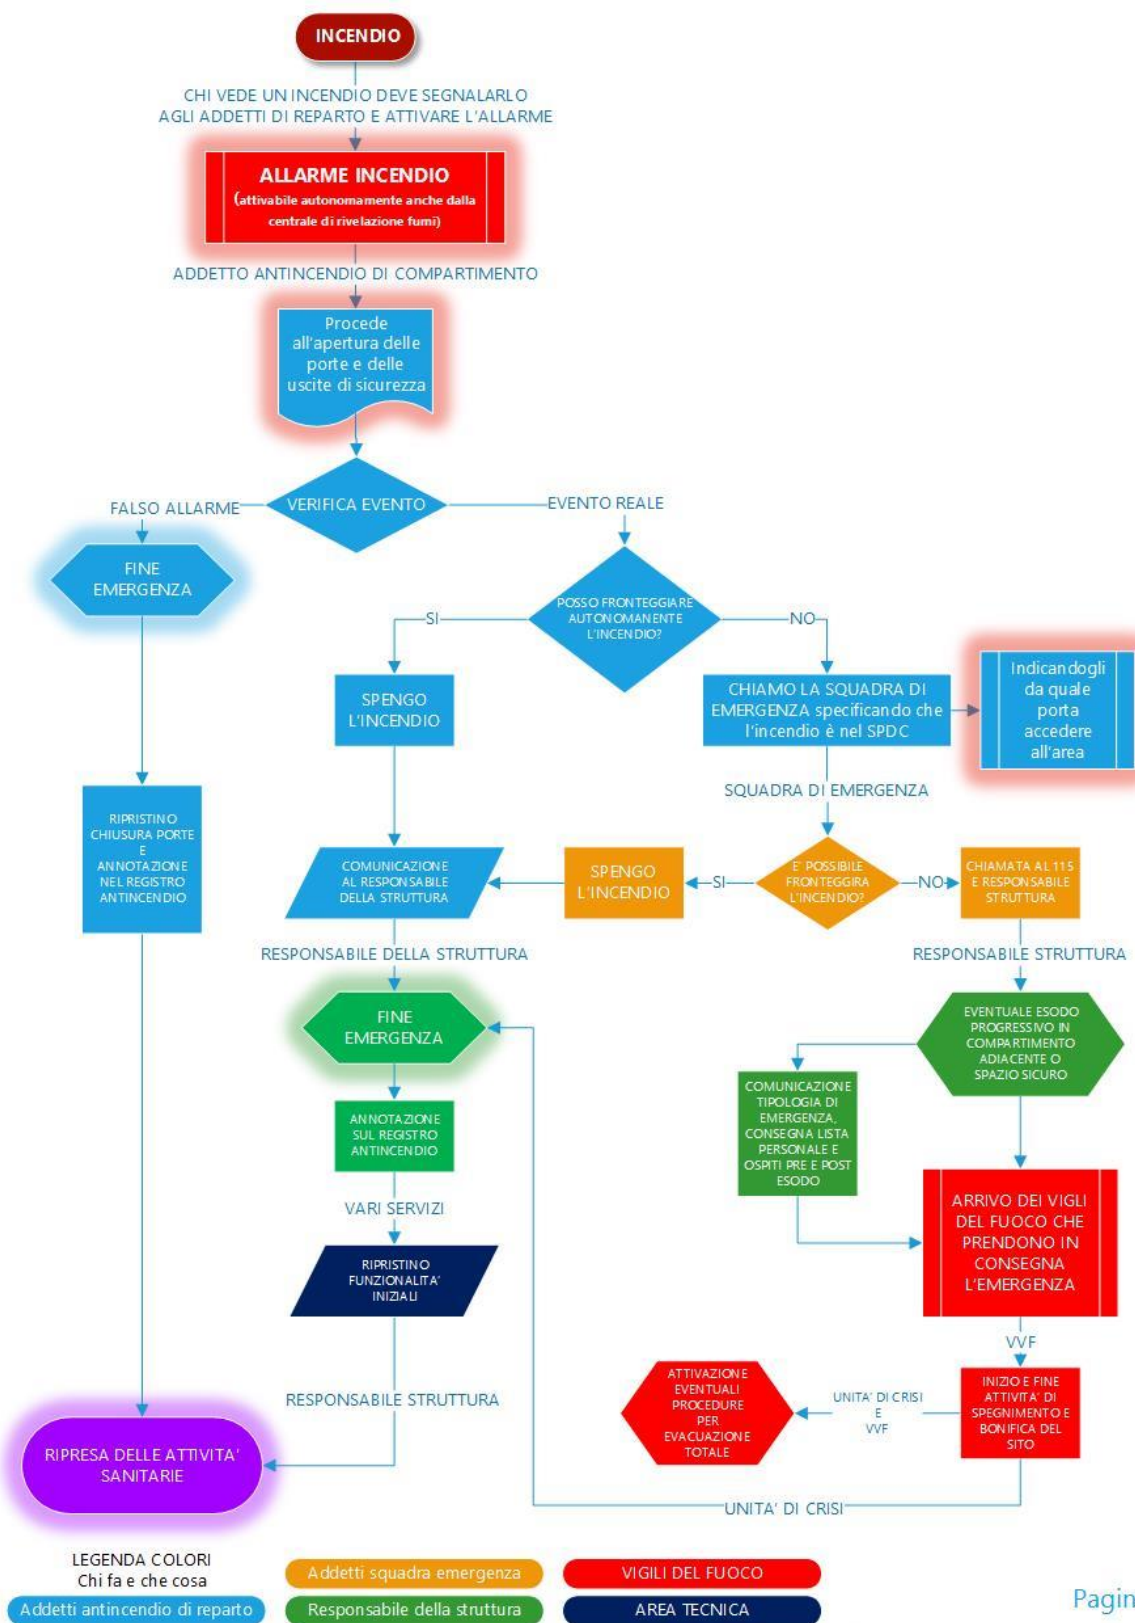 INCENDIO
CHI VEDE UN INCENDIO DEVE SEGNALARLO
AGLI ADDETTI DI REPARTO E ATTIVARE L'ALLARME
ALLARME INCENDIO
(attivabile autonomamente anche dalla
centrale di rivelazione fumi)
ADDETTO ANTINCENDIO DI COMPARTIMENTO
Procede
all'apertura delle
porte e delle
uscite di sicurezza
VERIFICA EVENTO
FALSO ALLARME
EVENTO REALE
FINE
EMERGENZA
POSSO FRONTEGGIARE
AUTONOMANENTE
L'INCENDIO?
SI
NO
SPENGO
L'INCENDIO
CHIAMO LA SQUADRA DI
EMERGENZA specificando che
l'incendio è nel SPDC
Indicandogli
da quale
porta
accedere
all'area
SQUADRA DI EMERGENZA
RIPRISTINO
CHIUSURA PORTE
E
ANNOTAZIONE
NEL REGISTRO
ANTINCENDIO
COMUNICAZIONE
AL RESPONSABILE
DELLA STRUTTURA
SPENGO
L'INCENDIO
SI
E' POSSIBILE
FRONTEGGIRA
L'INCENDIO?
NO
CHIAMATA AL 115
E RESPONSABILE
STRUTTURA
RESPONSABILE DELLA STRUTTURA
RESPONSABILE STRUTTURA
FINE
EMERGENZA
EVENTUALE ESODO
PROGRESSIVO IN
COMPARTIMENTO
ADIACENTE O
SPAZIO SICURO
COMUNICAZIONE
TIPOLOGIA DI
EMERGENZA,
CONSEGNA LISTA
PERSONALE E
OSPITI PRE E POST
ESODO
ANNOTAZIONE
SUL REGISTRO
ANTINCENDIO
VARI SERVIZI
ARRIVO DEI VIGLI
DEL FUOCO CHE
PRENDONO IN
CONSEGNA
L'EMERGENZA
RIPRISTINO
FUNZIONALITA'
INIZIALI
VVF
RESPONSABILE STRUTTURA
ATTIVAZIONE
EVENTUALI
PROCEDURE
PER
EVACUAZIONE
TOTALE
UNITA' DI CRISI
E
VVF
INIZIO E FINE
ATTIVITA' DI
SPEGNIMENTO E
BONIFICA DEL
SITO
RIPRESA DELLE ATTIVITA'
SANITARIE
UNITA' DI CRISI
LEGENDA COLORI
Chi fa e che cosa
Addetti squadra emergenza
VIGILI DEL FUOCO
Addetti antincendio di reparto
Responsabile della struttura
AREA TECNICA
Pagin